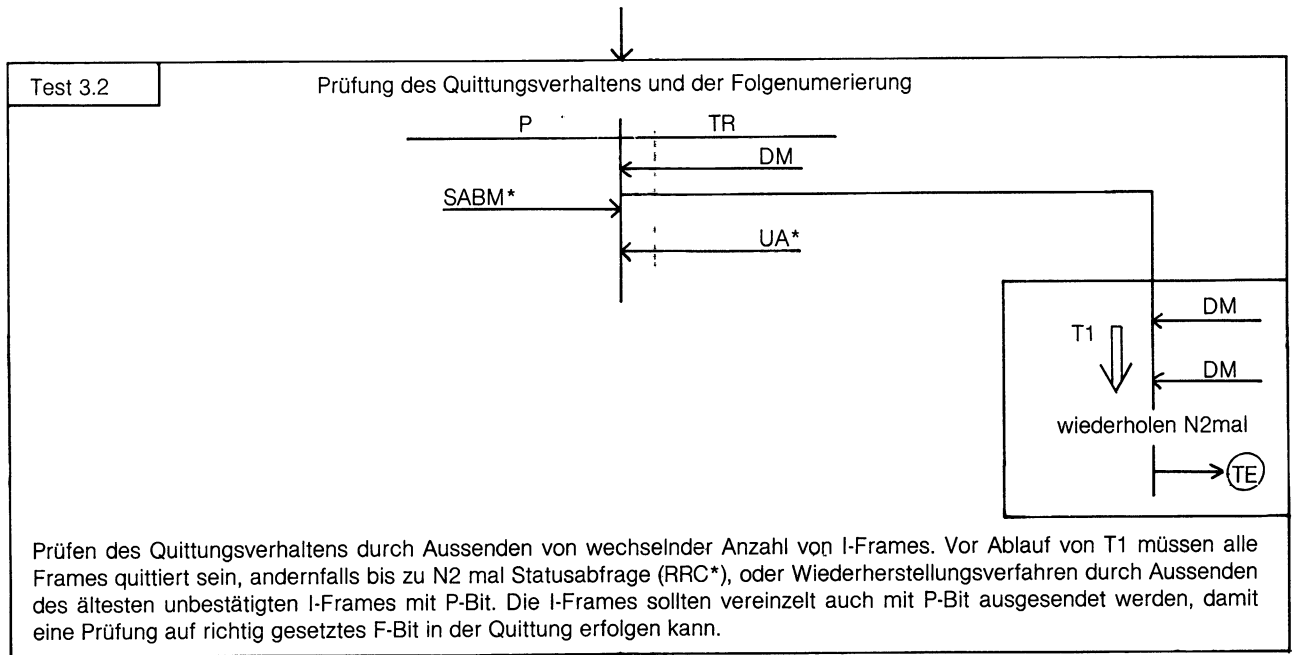 Test 3.2
Prüfung des Quittungsverhaltens und der Folgenumerierung
P TR
DM
SABM*
UA*
DM
T1
DM
wiederholen N2mal
TE
Prüfen des Quittungsverhaltens durch Aussenden von wechselnder Anzahl von I-Frames. Vor Ablauf von T1 müssen alle
Frames quittiert sein, andernfalls bis zu N2 mal Statusabfrage (RRC*), oder Wiederherstellungsverfahren durch Aussenden
des ältesten unbestätigten I-Frames mit P-Bit. Die I-Frames sollten vereinzelt auch mit P-Bit ausgesendet werden, damit
eine Prüfung auf richtig gesetztes F-Bit in der Quittung erfolgen kann.